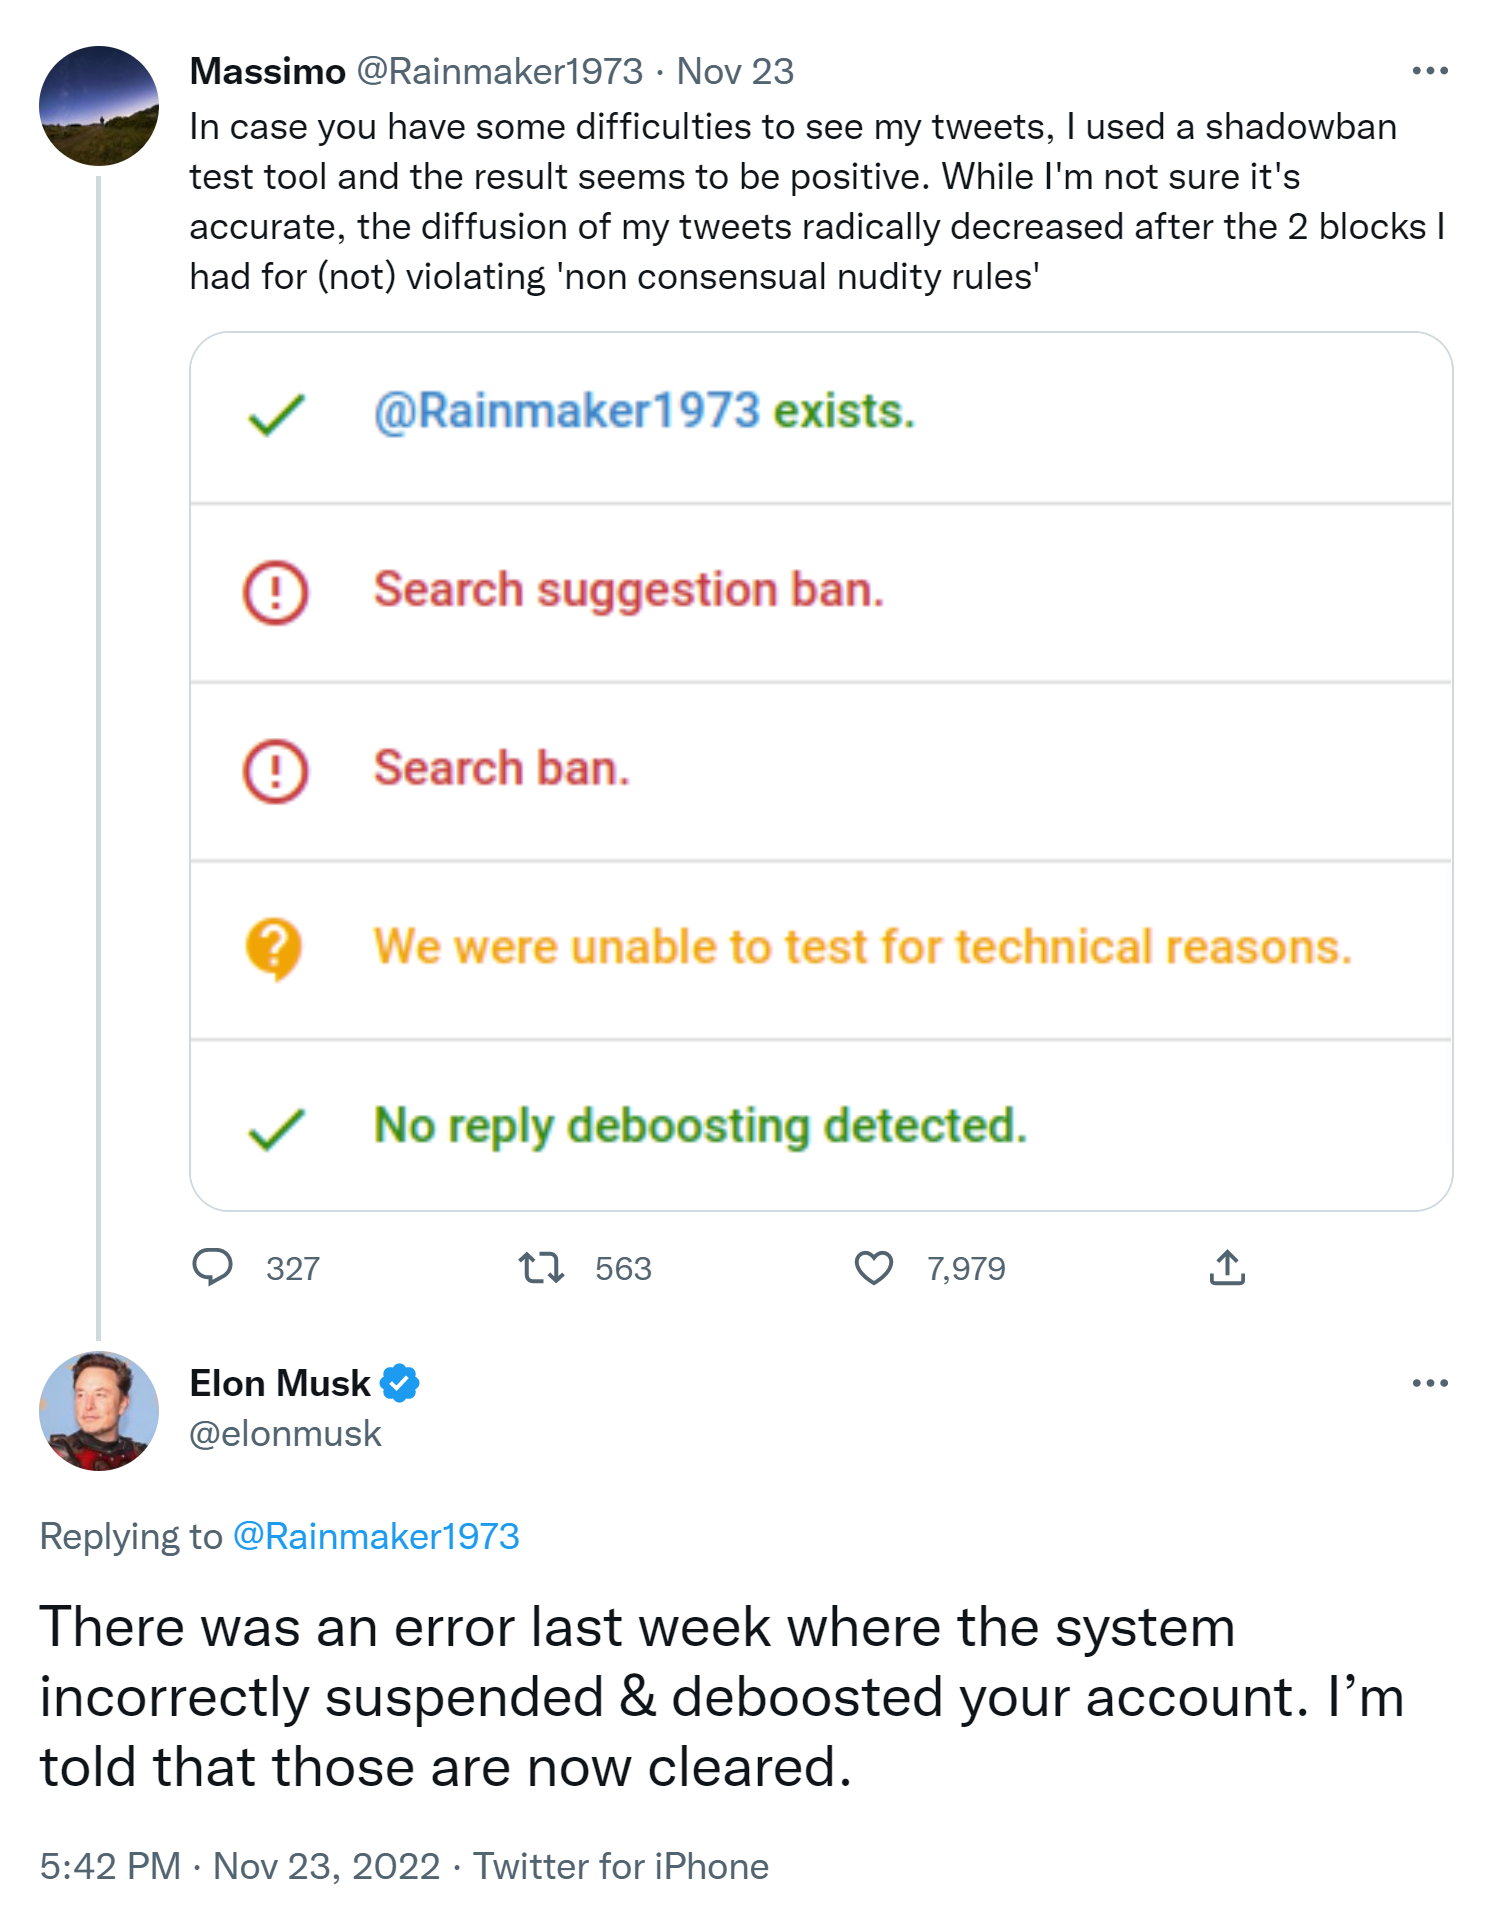 Massimo @Rainmaker1973 · Nov 23
In case you have some difficulties to see my tweets, I used a shadowban
test tool and the result seems to be positive. While I'm not sure it's
accurate, the diffusion of my tweets radically decreased after the 2 blocks I
had for (not) violating 'non consensual nudity rules'
@Rainmaker1973 exists.
Search suggestion ban.
Search ban.
We were unable to test for technical reasons.
No reply deboosting detected.
327 563 7,979
Elon Musk
@elonmusk
Replying to @Rainmaker1973
There was an error last week where the system
incorrectly suspended & deboosted your account. I’m
told that those are now cleared.
5:42 PM · Nov 23, 2022 · Twitter for iPhone